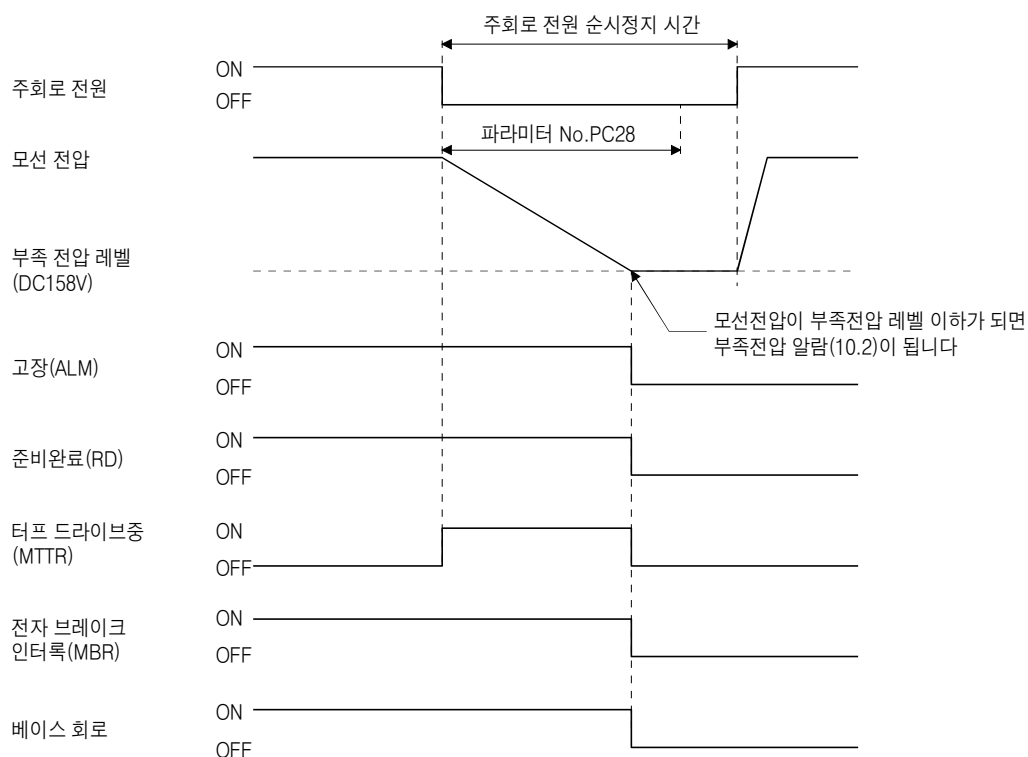 주회로 전원 순시정지 시간
주회로 전원
ON
OFF
파라미터 No.PC28
모선 전압
부족 전압 레벨
(DC158V)
모선전압이 부족전압 레벨 이하가 되면
부족전압 알람(10.2)이 됩니다
고장(ALM)
ON
OFF
준비완료(RD)
ON
OFF
터프 드라이브중
(MTTR)
ON
OFF
전자 브레이크
인터록(MBR)
ON
OFF
베이스 회로
ON
OFF